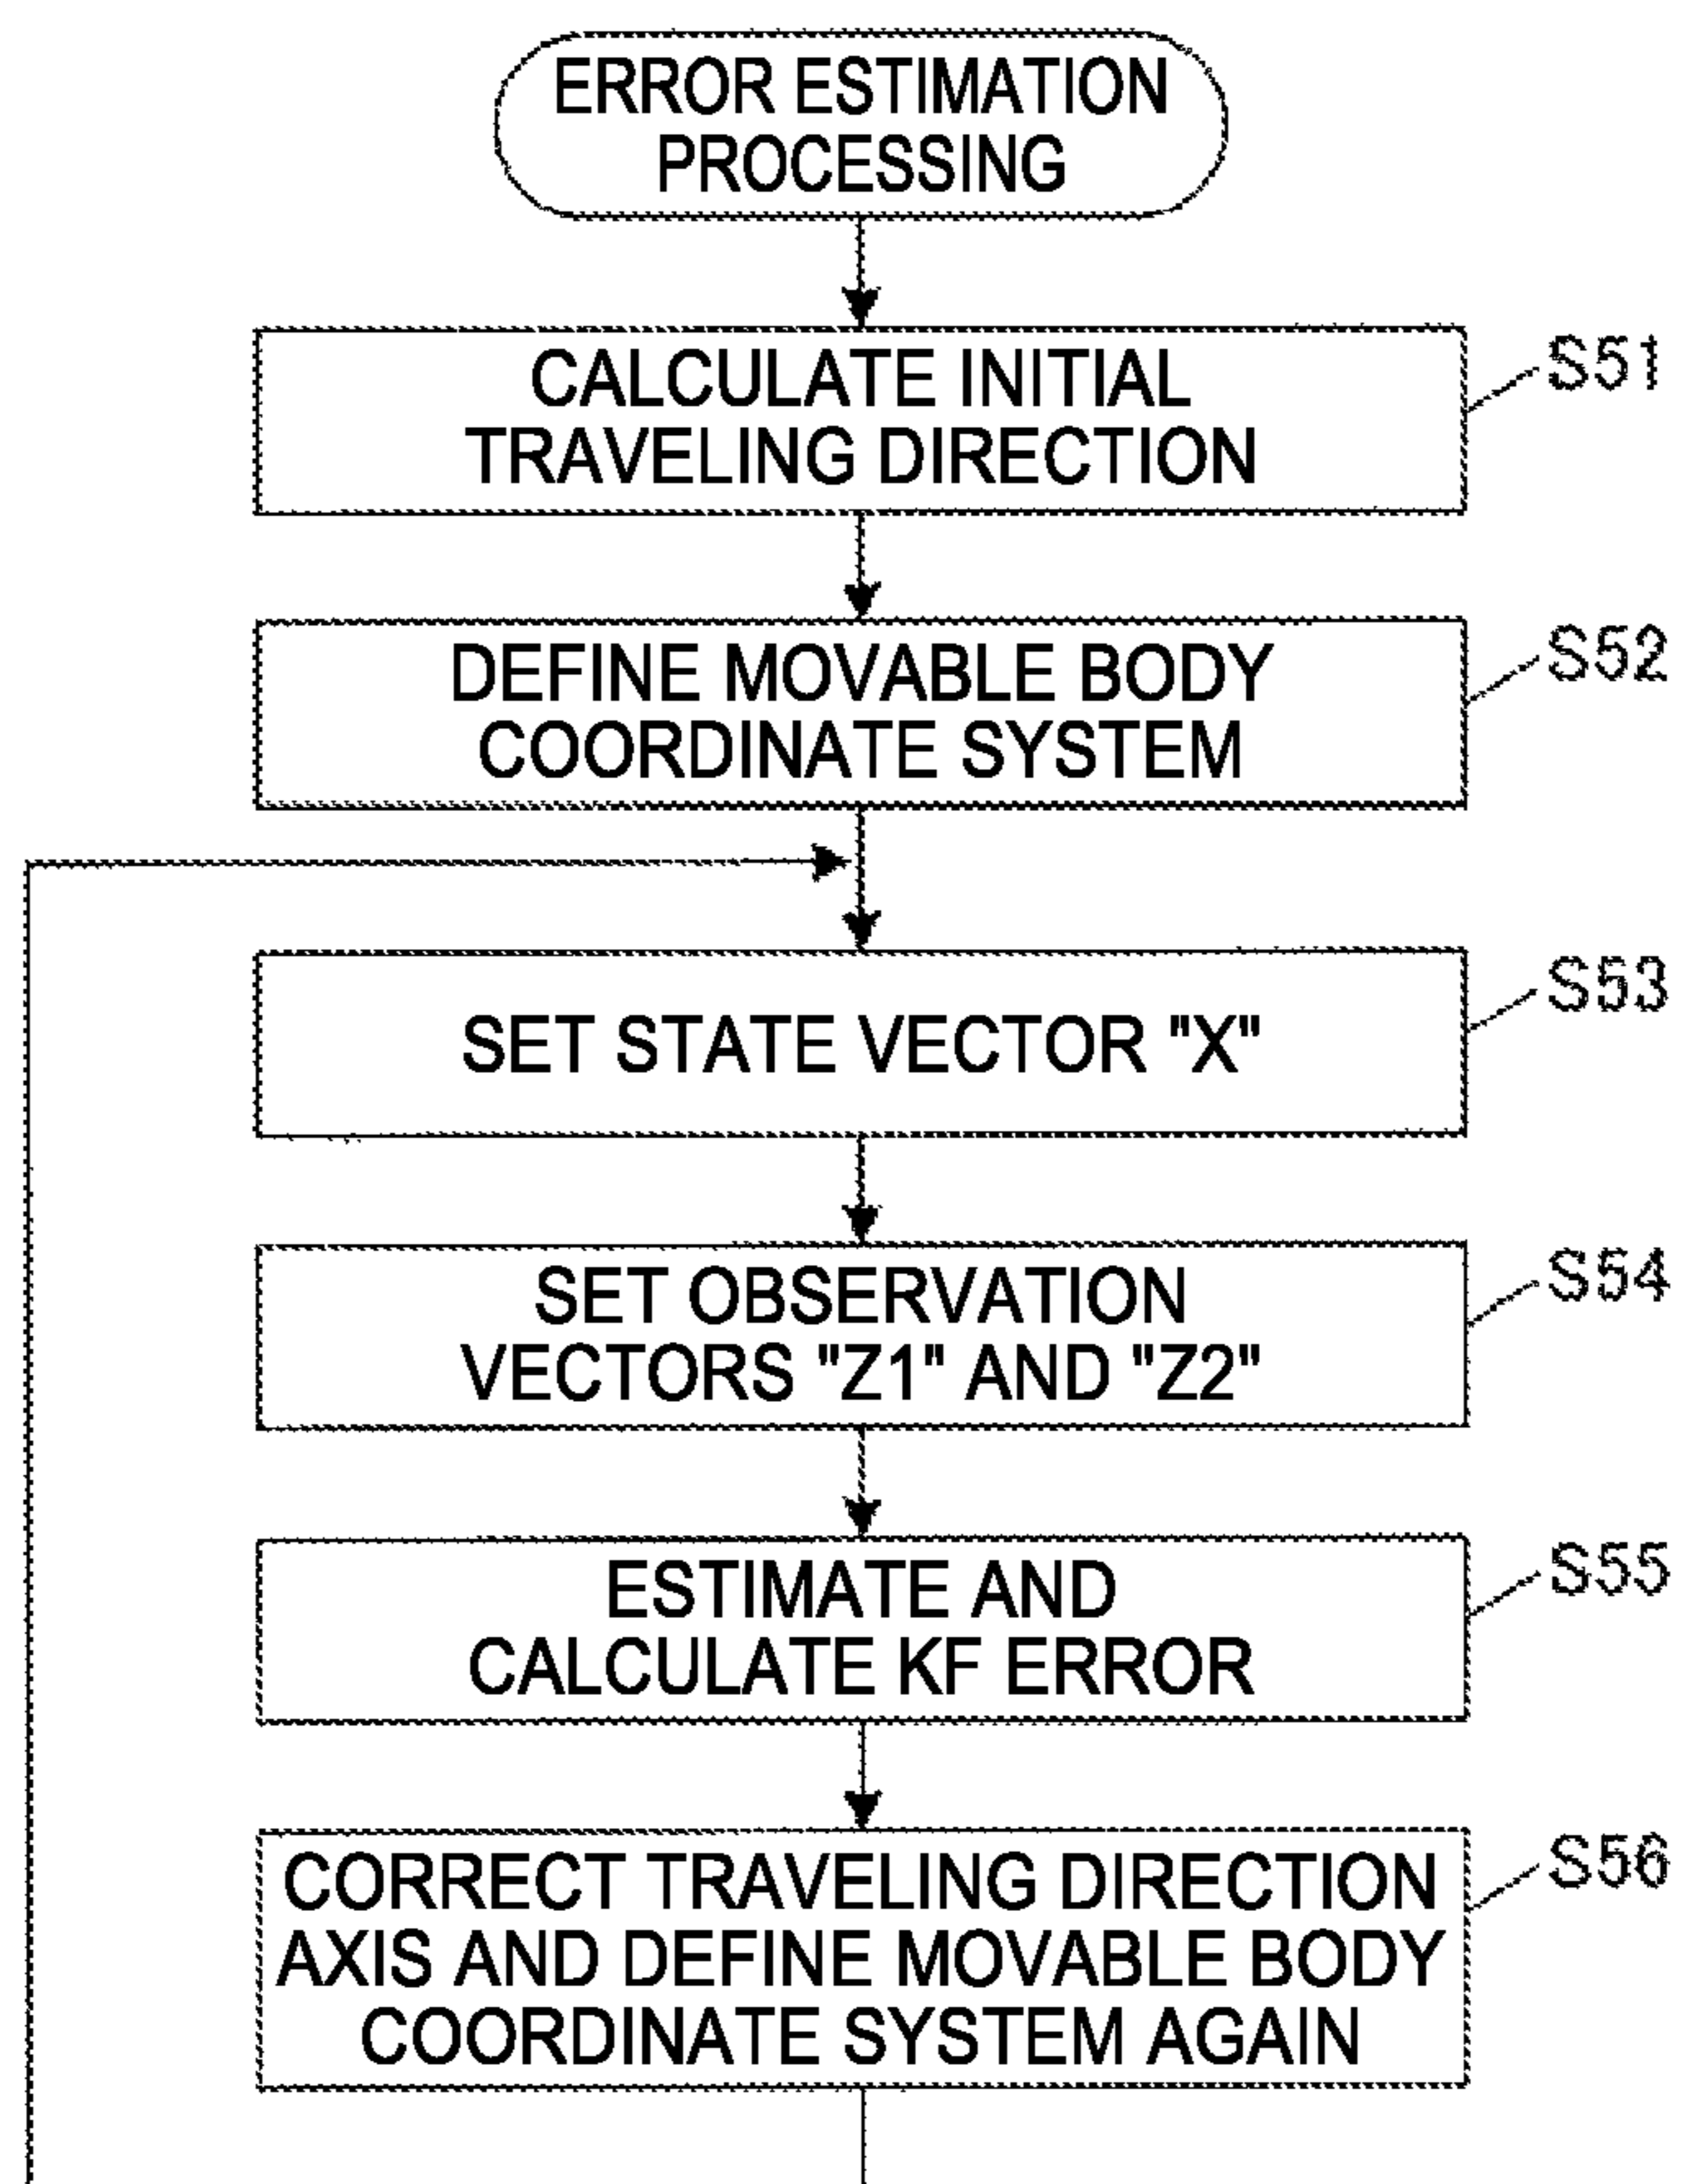 ERROR ESTIMATION
PROCESSING
CALCULATE INITIAL
TRAVELING DIRECTION
S51
DEFINE MOVABLE BODY
COORDINATE SYSTEM
S52
SET STATE VECTOR "X"
S53
SET OBSERVATION
VECTORS "Z1" AND "Z2"
S54
ESTIMATE AND
CALCULATE KF ERROR
S55
CORRECT TRAVELING DIRECTION
AXIS AND DEFINE MOVABLE BODY
COORDINATE SYSTEM AGAIN
S56